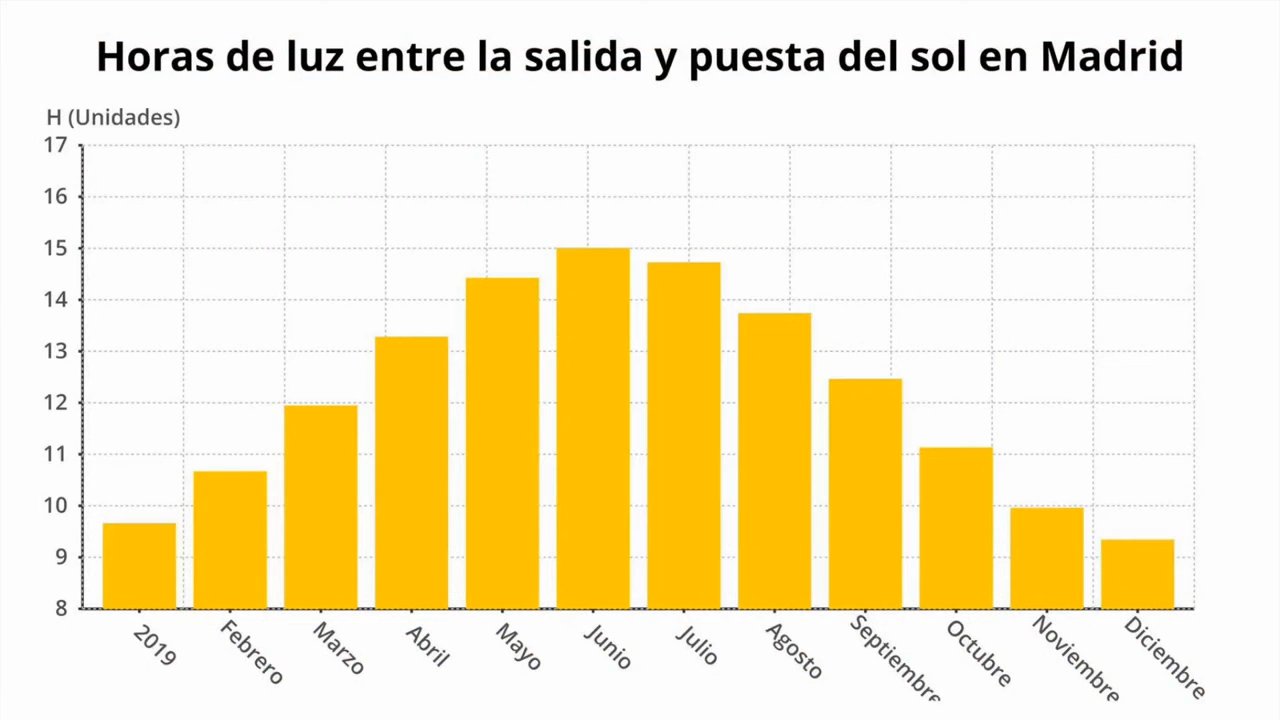 Horas de luz entre la salida y puesta del sol en Madrid
H (Unidades)
17
16
15
14
13
12
11
10
9
8
2019
Febrero
Marzo
Abril
Mayo
Junio
Julio
Agosto
Septiembre
Octubre
Noviembre
Diciembre